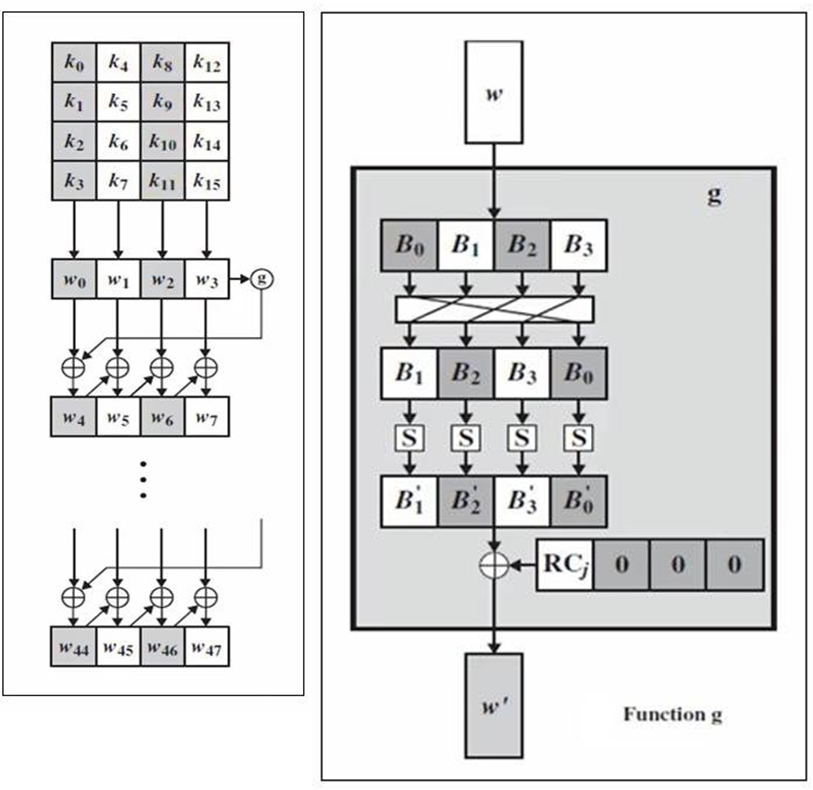 k0 k4 k8 k12
k1 k5 k9 k13
k2 k6 k10 k14
k3 k7 k11 k15
w0 w1 w2 w3 g
w4 w5 w6 w7
w44 w45 w46 w47
w
g
B0 B1 B2 B3
B1 B2 B3 B0
S S S S
B'1 B'2 B'3 B'0
RCj 0 0 0
w'
Function g